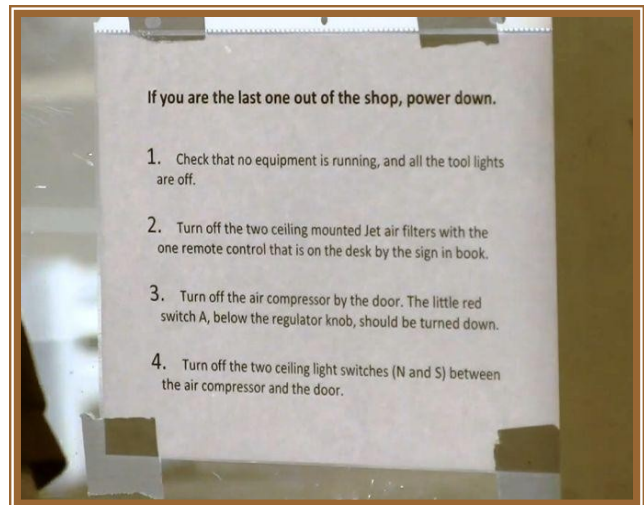 If you are the last one out of the shop, power down.
1. Check that no equipment is running, and all the tool lights
are off.
2. Turn off the two ceiling mounted Jet air filters with the
one remote control that is on the desk by the sign in book.
3. Turn off the air compressor by the door. The little red
switch A, below the regulator knob, should be turned down.
4. Turn off the two ceiling light switches (N and S) between
the air compressor and the door.